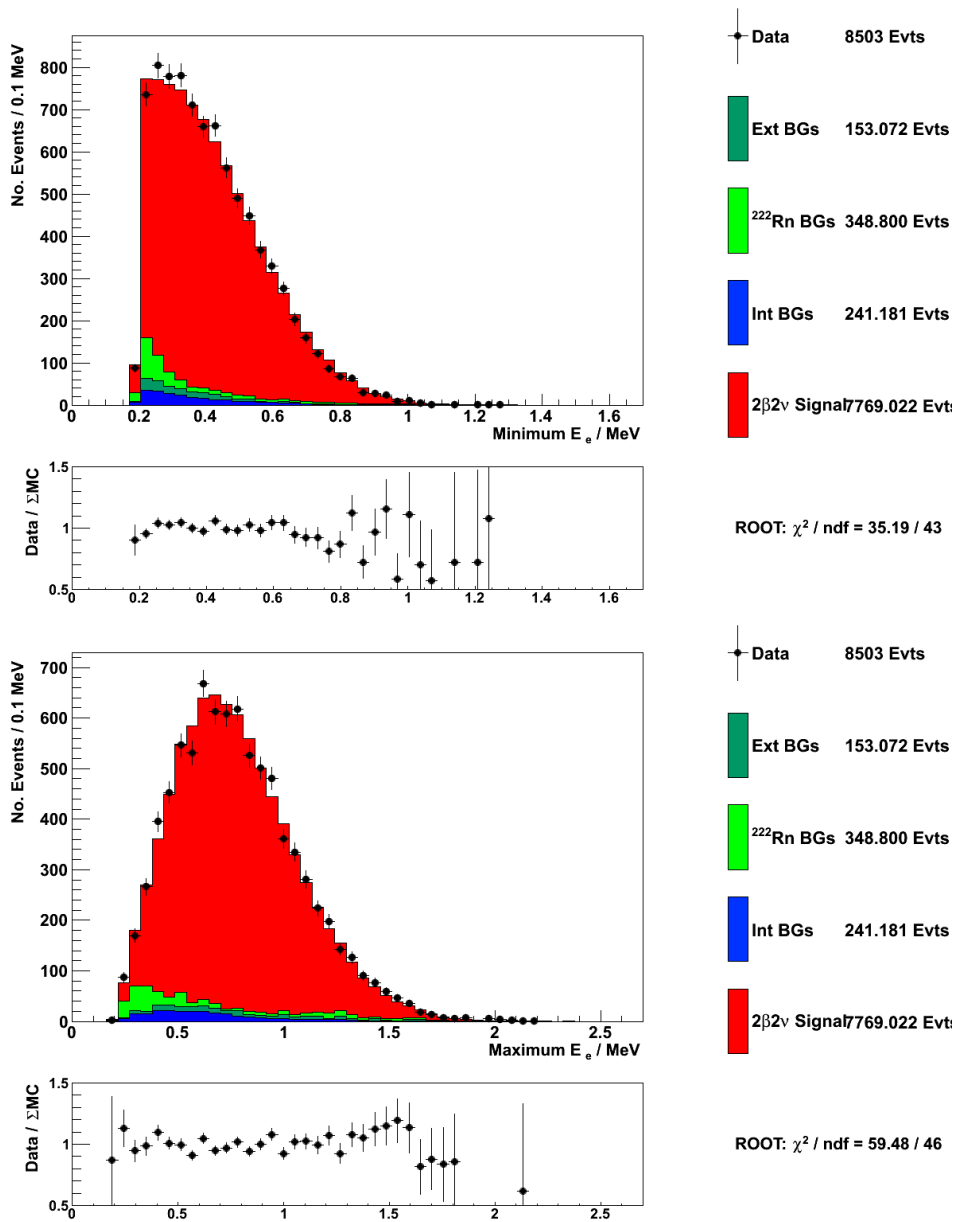 No. Events / 0.1 MeV
800
700
600
500
400
300
200
100
0
0 0.2 0.4 0.6 0.8 1 1.2 1.4 1.6
Minimum E e / MeV
Data 8503 Evts
Ext BGs 153.072 Evts
222Rn BGs 348.800 Evts
Int BGs 241.181 Evts
2β2ν Signal 7769.022 Evts
Data / ΣMC
1.5
1
0.5
0 0.2 0.4 0.6 0.8 1 1.2 1.4 1.6
ROOT: χ² / ndf = 35.19 / 43
No. Events / 0.1 MeV
700
600
500
400
300
200
100
0
0 0.5 1 1.5 2 2.5
Maximum E e / MeV
Data 8503 Evts
Ext BGs 153.072 Evts
222Rn BGs 348.800 Evts
Int BGs 241.181 Evts
2β2ν Signal 7769.022 Evts
Data / ΣMC
1.5
1
0.5
0 0.5 1 1.5 2 2.5
ROOT: χ² / ndf = 59.48 / 46